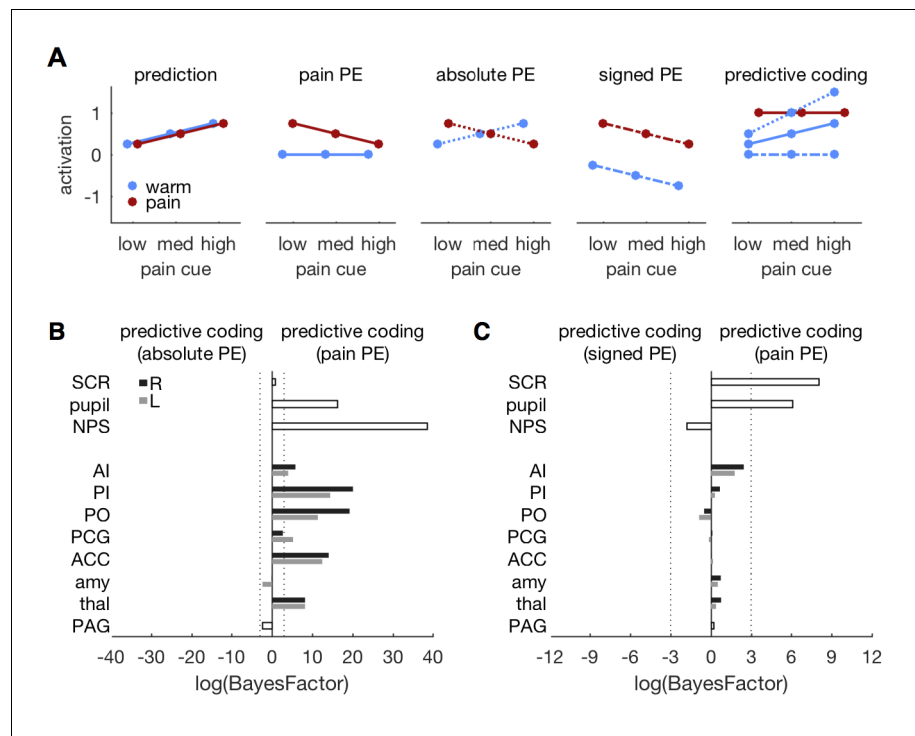 A
prediction
pain PE
absolute PE
signed PE
predictive coding
activation
1
0
-1
warm
pain
low med high
pain cue
low med high
pain cue
low med high
pain cue
low med high
pain cue
low med high
pain cue
B
predictive coding
(absolute PE)
predictive coding
(pain PE)
R
L
SCR
pupil
NPS
AI
PI
PO
PCG
ACC
amy
thal
PAG
-40 -30 -20 -10 0 10 20 30 40
log(BayesFactor)
C
predictive coding
(signed PE)
predictive coding
(pain PE)
SCR
pupil
NPS
AI
PI
PO
PCG
ACC
amy
thal
PAG
-12 -9 -6 -3 0 3 6 9 12
log(BayesFactor)